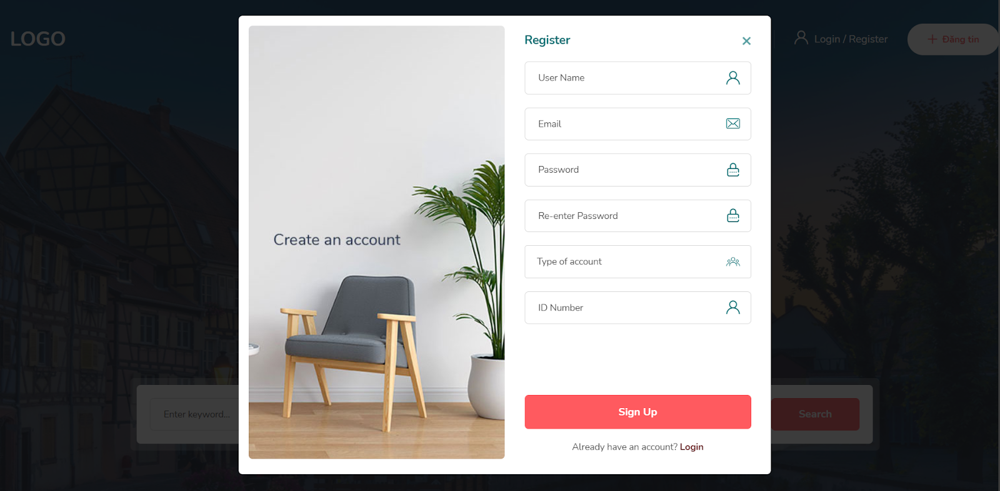 LOGO
Login / Register
+ Đăng tin
Create an account
Register
User Name
Email
Password
Re-enter Password
Type of account
ID Number
Sign Up
Already have an account? Login
Enter keyword...
Search